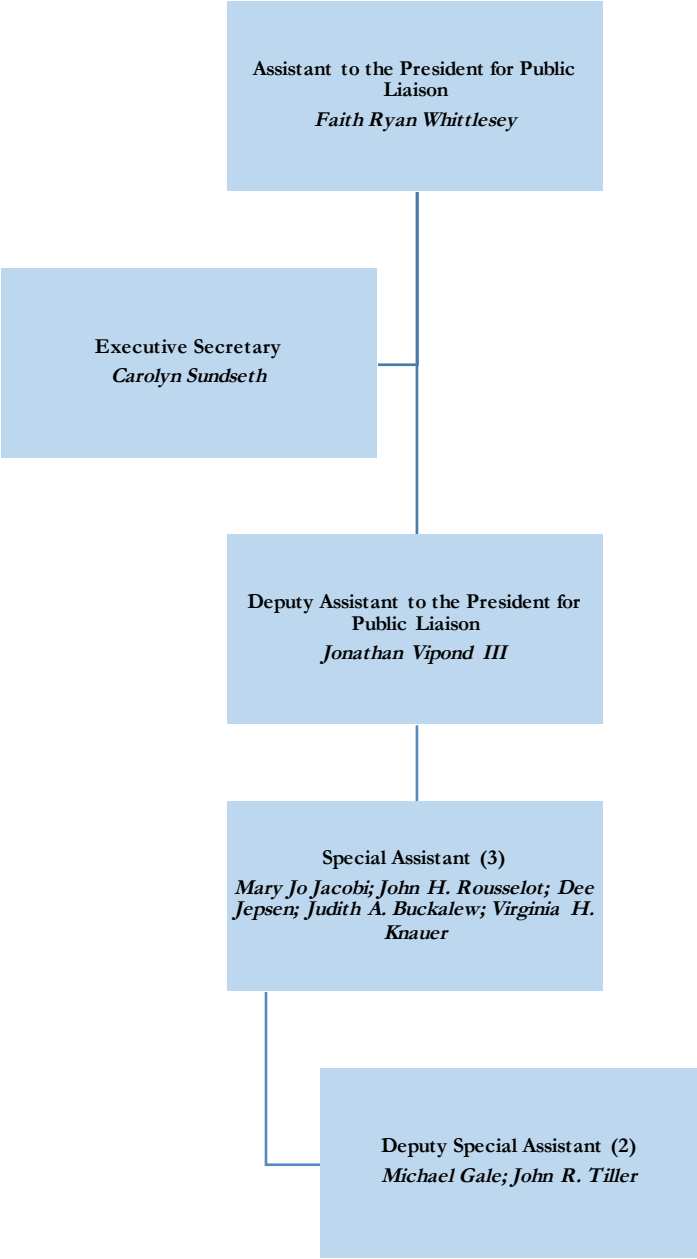 Assistant to the President for Public
Liaison
Faith Ryan Whittlesey
Executive Secretary
Carolyn Sundseth
Deputy Assistant to the President for
Public Liaison
Jonathan Vipond III
Special Assistant (3)
Mary Jo Jacobi; John H. Rousselot; Dee
Jepsen; Judith A. Buckalew; Virginia H.
Knauer
Deputy Special Assistant (2)
Michael Gale; John R. Tiller